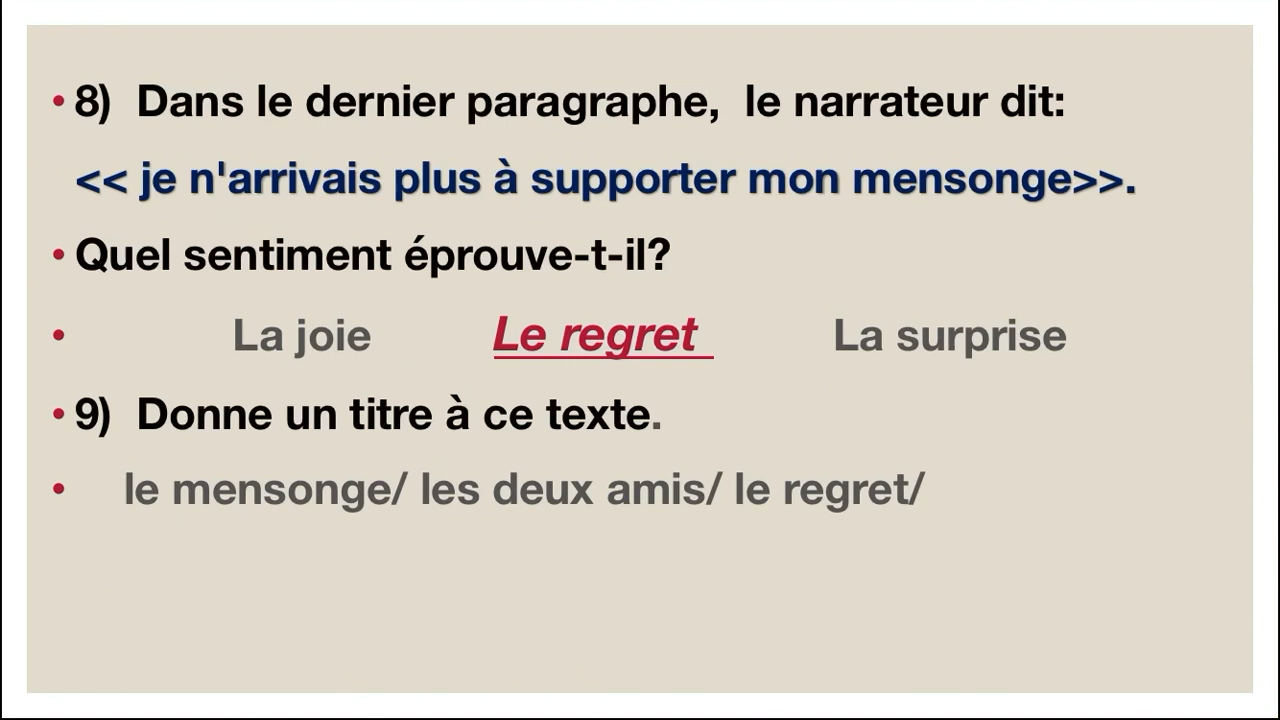 • 8) Dans le dernier paragraphe, le narrateur dit:
<< je n'arrivais plus à supporter mon mensonge>>.
• Quel sentiment éprouve-t-il?
• La joie Le regret La surprise
• 9) Donne un titre à ce texte.
• le mensonge/ les deux amis/ le regret/